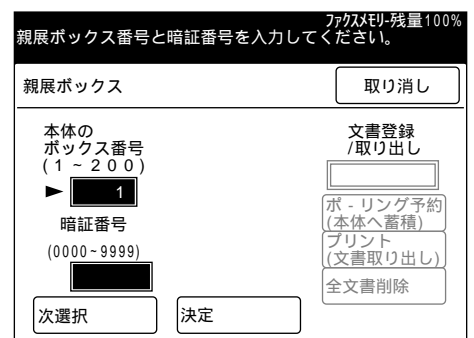 ファクスメモリ-残量100%
親展ボックス番号と暗証番号を入力してください。
親展ボックス
取り消し
本体の
ボックス番号
(1~200)
1
暗証番号
(0000~9999)
次選択
決定
文書登録
/取り出し
ポ-リング予約
(本体へ蓄積)
プリント
(文書取り出し)
全文書削除